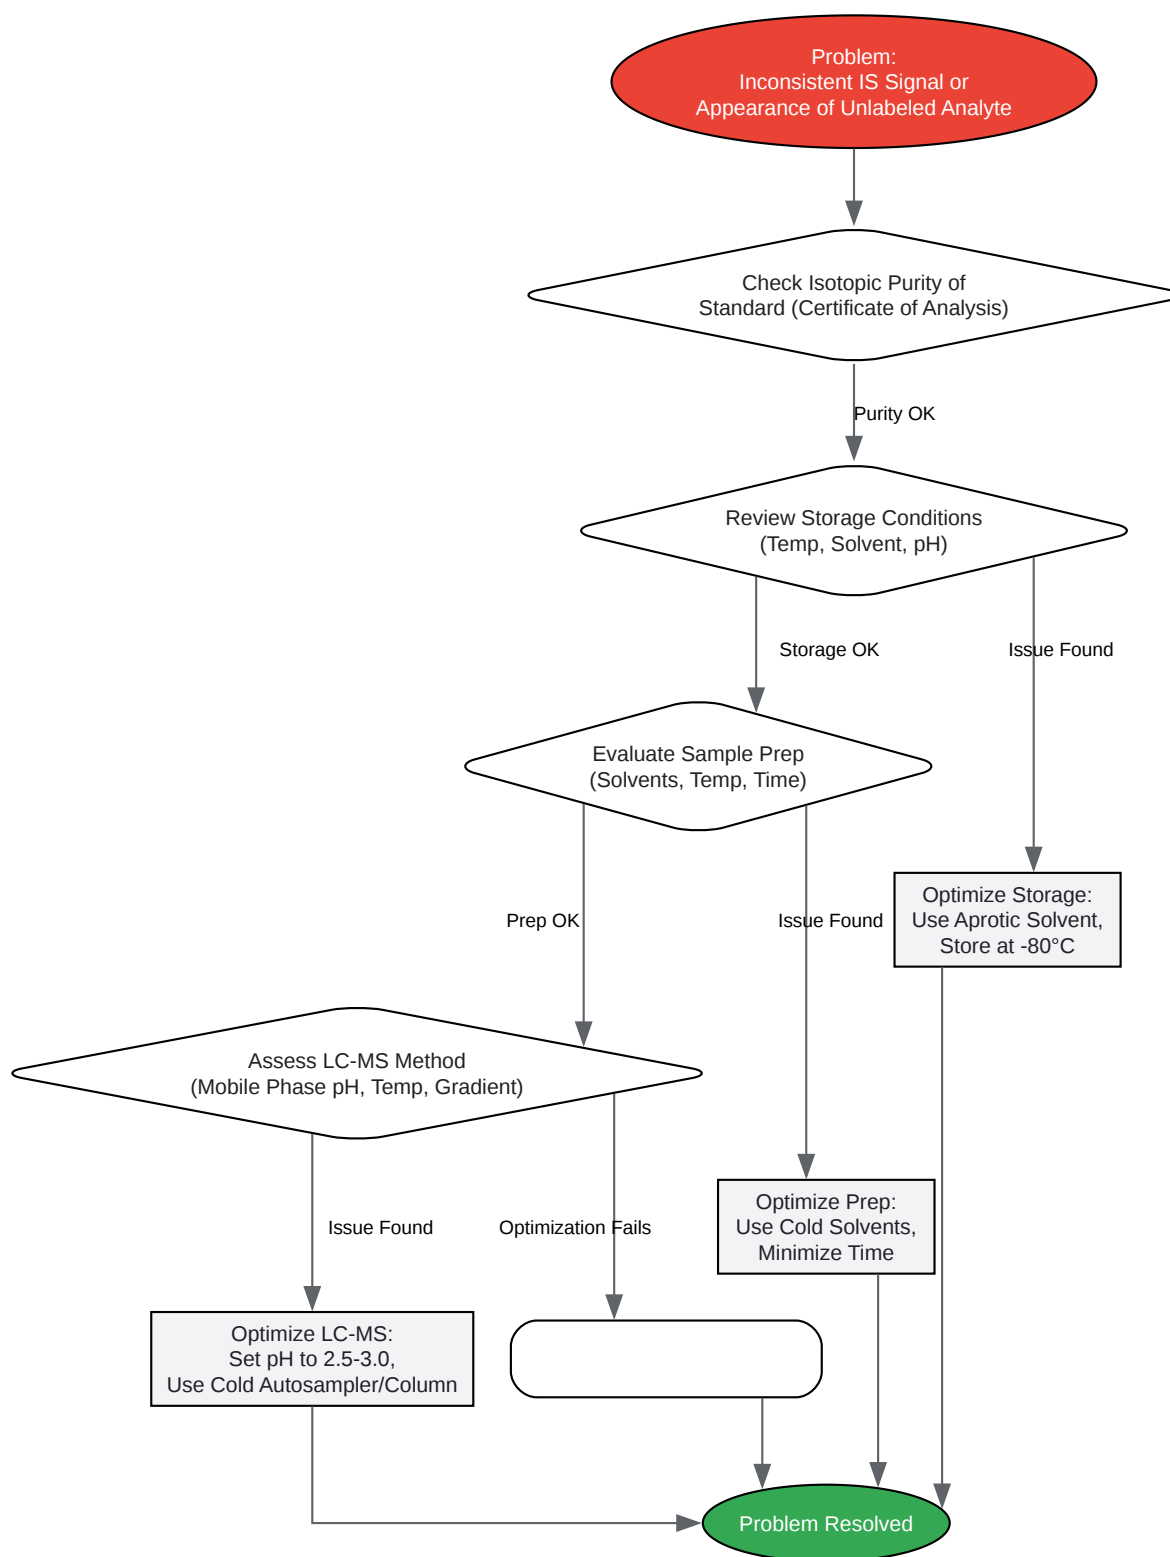 Problem:
Inconsistent IS Signal or
Appearance of Unlabeled Analyte
Check Isotopic Purity of
Standard (Certificate of Analysis)
Purity OK
Review Storage Conditions
(Temp, Solvent, pH)
Storage OK
Issue Found
Evaluate Sample Prep
(Solvents, Temp, Time)
Optimize Storage:
Use Aprotic Solvent,
Store at -80°C
Prep OK
Issue Found
Assess LC-MS Method
(Mobile Phase pH, Temp, Gradient)
Optimize Prep:
Use Cold Solvents,
Minimize Time
Issue Found
Optimization Fails
Optimize LC-MS:
Set pH to 2.5-3.0,
Use Cold Autosampler/Column
Problem Resolved